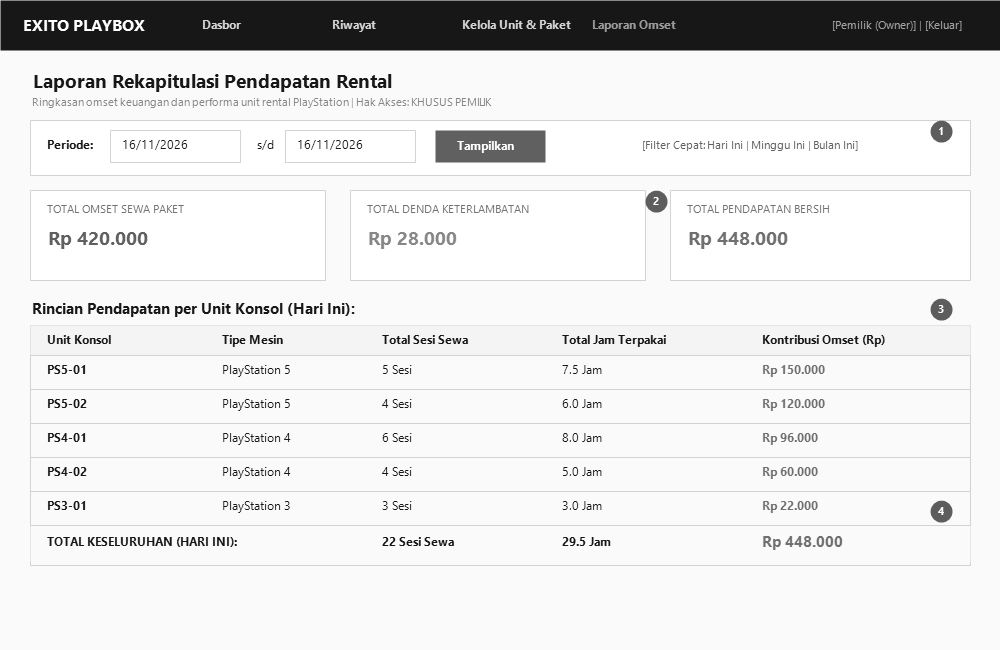 EXITO PLAYBOX Dasbor Riwayat Kelola Unit & Paket Laporan Omset [Pemilik (Owner)] | [Keluar]
Laporan Rekapitulasi Pendapatan Rental
Ringkasan omset keuangan dan performa unit rental PlayStation | Hak Akses: KHUSUS PEMILIK
Periode: 16/11/2026 s/d 16/11/2026 Tampilkan [Filter Cepat: Hari Ini | Minggu Ini | Bulan Ini] 1
TOTAL OMSET SEWA PAKET TOTAL DENDA KETERLAMBATAN 2 TOTAL PENDAPATAN BERSIH
Rp 420.000 Rp 28.000 Rp 448.000
Rincian Pendapatan per Unit Konsol (Hari Ini): 3
Unit Konsol Tipe Mesin Total Sesi Sewa Total Jam Terpakai Kontribusi Omset (Rp)
PS5-01 PlayStation 5 5 Sesi 7.5 Jam Rp 150.000
PS5-02 PlayStation 5 4 Sesi 6.0 Jam Rp 120.000
PS4-01 PlayStation 4 6 Sesi 8.0 Jam Rp 96.000
PS4-02 PlayStation 4 4 Sesi 5.0 Jam Rp 60.000
PS3-01 PlayStation 3 3 Sesi 3.0 Jam Rp 22.000 4
TOTAL KESELURUHAN (HARI INI): 22 Sesi Sewa 29.5 Jam Rp 448.000